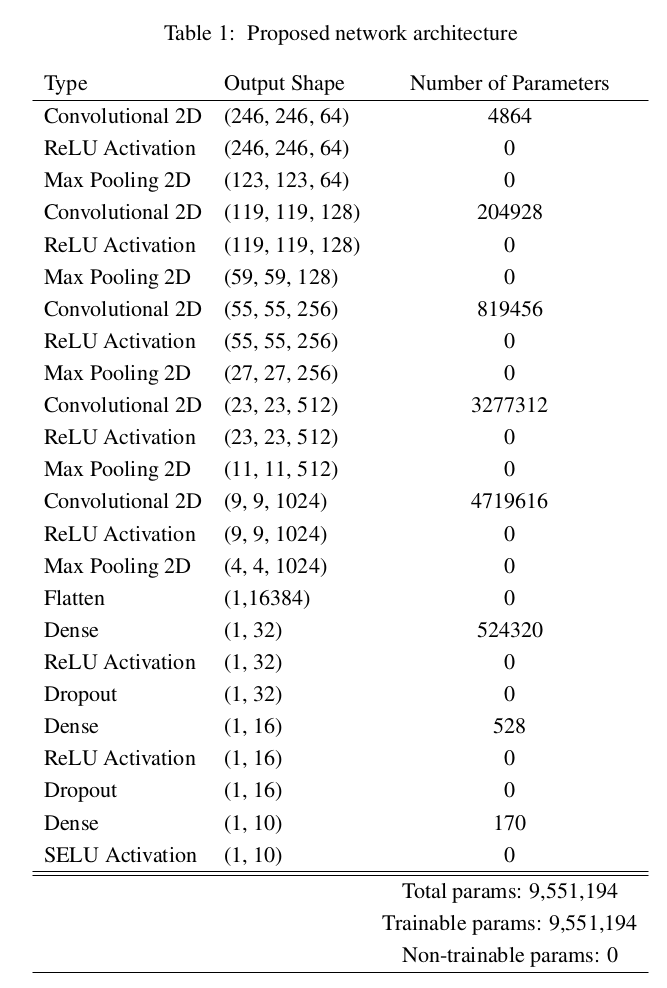 Table 1: Proposed network architecture
Type Output Shape Number of Parameters
Convolutional 2D (246, 246, 64) 4864
ReLU Activation (246, 246, 64) 0
Max Pooling 2D (123, 123, 64) 0
Convolutional 2D (119, 119, 128) 204928
ReLU Activation (119, 119, 128) 0
Max Pooling 2D (59, 59, 128) 0
Convolutional 2D (55, 55, 256) 819456
ReLU Activation (55, 55, 256) 0
Max Pooling 2D (27, 27, 256) 0
Convolutional 2D (23, 23, 512) 3277312
ReLU Activation (23, 23, 512) 0
Max Pooling 2D (11, 11, 512) 0
Convolutional 2D (9, 9, 1024) 4719616
ReLU Activation (9, 9, 1024) 0
Max Pooling 2D (4, 4, 1024) 0
Flatten (1,16384) 0
Dense (1, 32) 524320
ReLU Activation (1, 32) 0
Dropout (1, 32) 0
Dense (1, 16) 528
ReLU Activation (1, 16) 0
Dropout (1, 16) 0
Dense (1, 10) 170
SELU Activation (1, 10) 0
Total params: 9,551,194
Trainable params: 9,551,194
Non-trainable params: 0